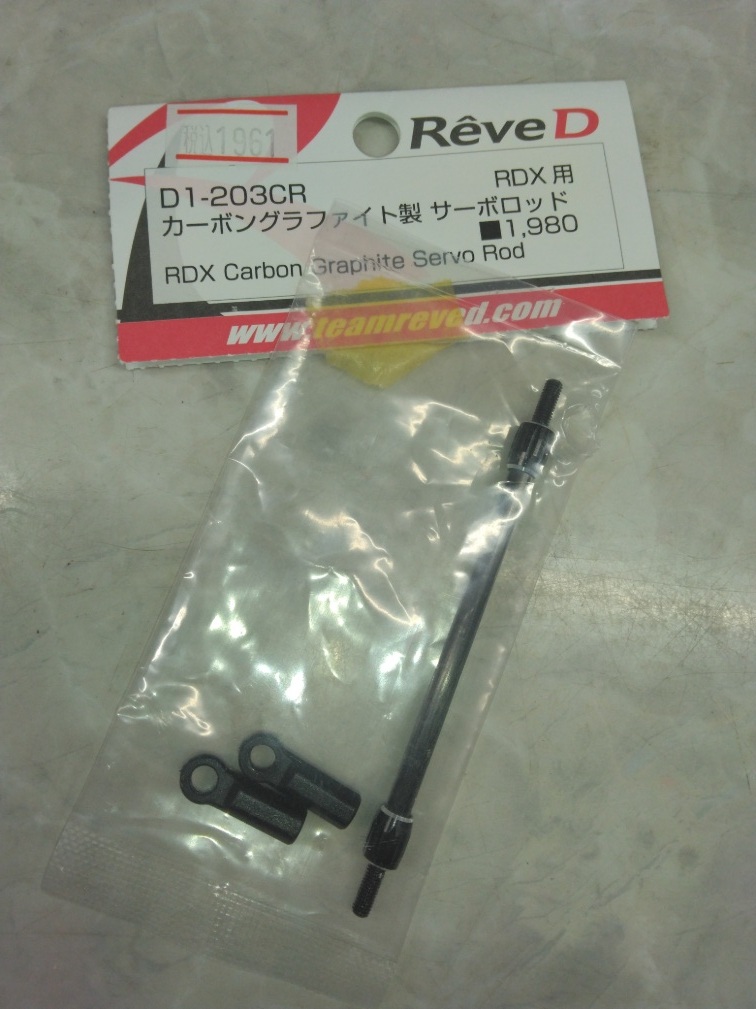 税込1961
RêveD
D1-203CR
RDX用
カーボングラファイト製 サーボロッド
■1,980
RDX Carbon Graphite Servo Rod
www.teamreved.com